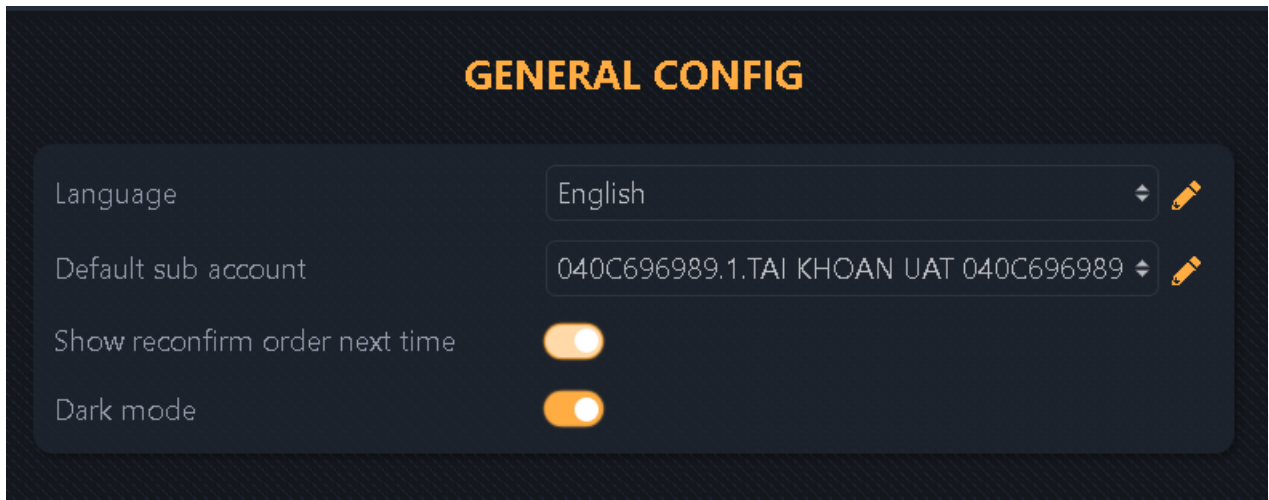 GENERAL CONFIG
Language English
Default sub account 040C696989.1.TAI KHOAN UAT 040C696989
Show reconfirm order next time
Dark mode